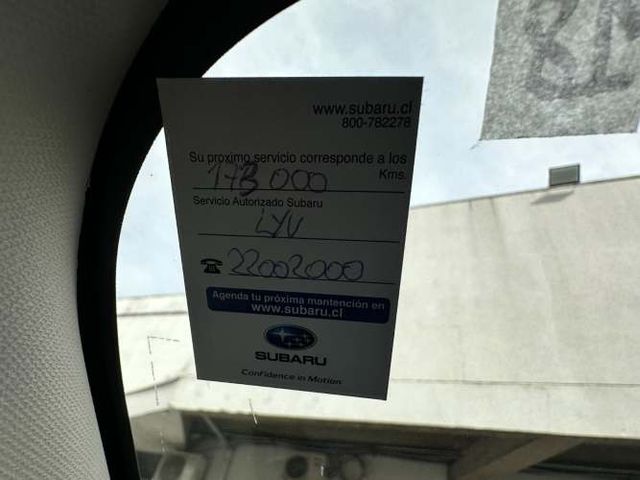 www.subaru.cl
800-782278
Su proximo servicio corresponde a los
173 000 Kms.
Servicio Autorizado Subaru
LYV
22002000
Agenda tu próxima mantención en
www.subaru.cl
SUBARU
Confidence in Motion